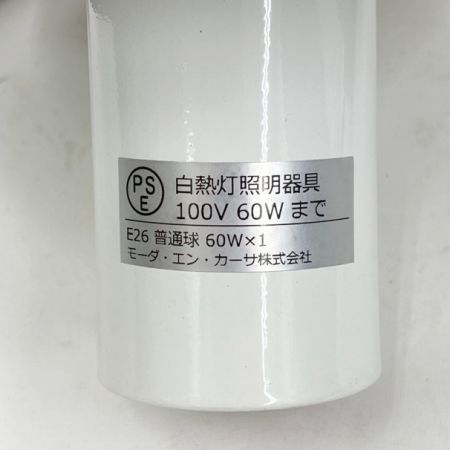 PSE
白熱灯照明器具
100V 60W まで
E26 普通球 60W×1
モーダ・エン・カーサ株式会社